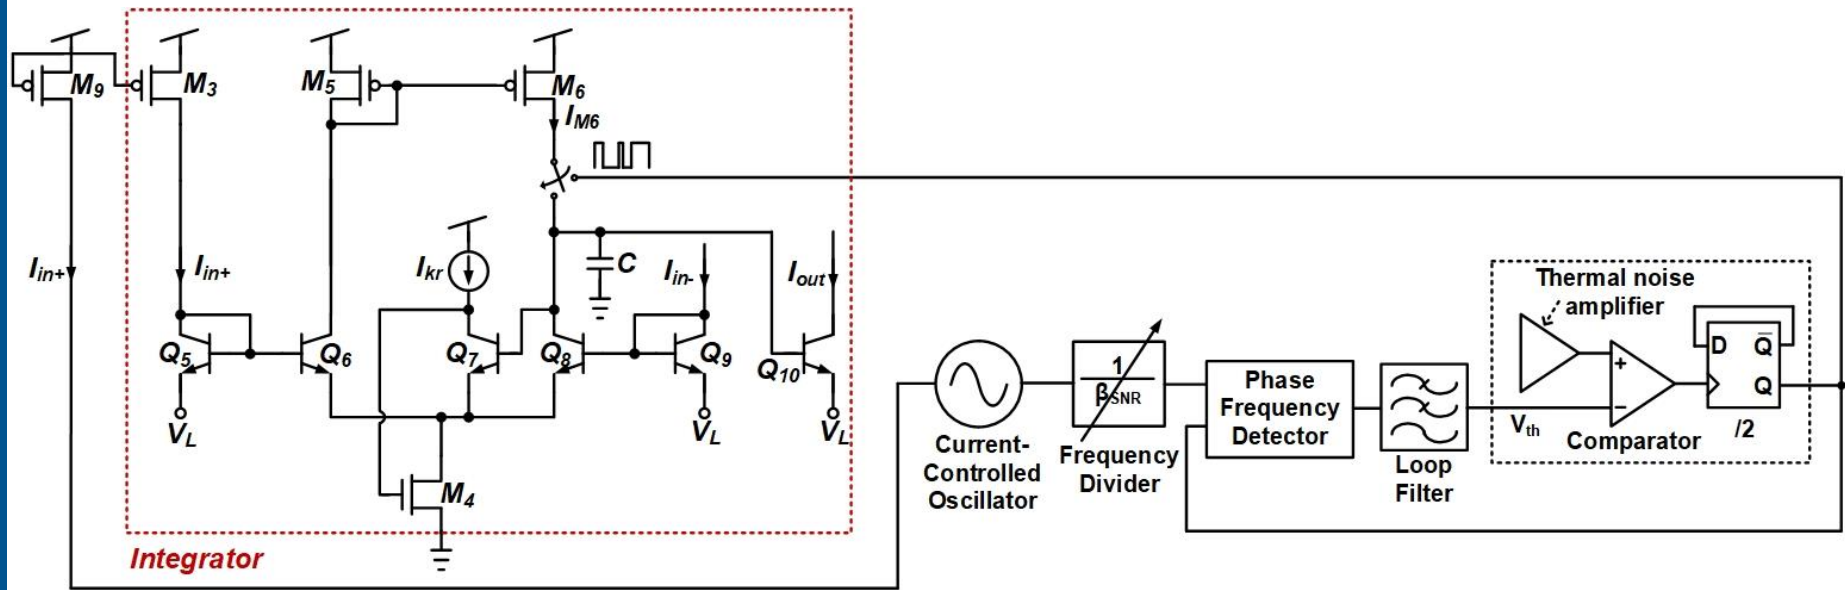 M9
M3
M5
M6
IM6
Iin+
Iin+
Ikr
C
Iin-
Iout
Q5
Q6
Q7
Q8
Q9
Q10
VL
VL
VL
M4
Integrator
Current-
Controlled
Oscillator
1
βSNR
Frequency
Divider
Phase
Frequency
Detector
Loop
Filter
Thermal noise
amplifier
+
−
Vth
Comparator
D
Q̅
Q
/2